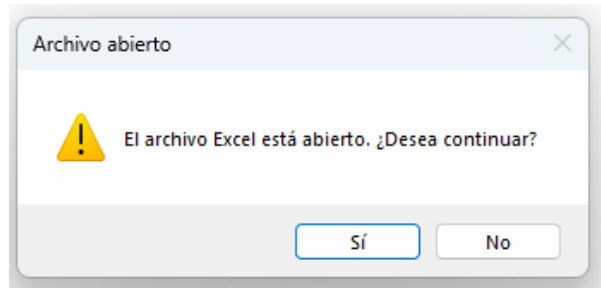 Archivo abierto
El archivo Excel está abierto. ¿Desea continuar?
Sí
No